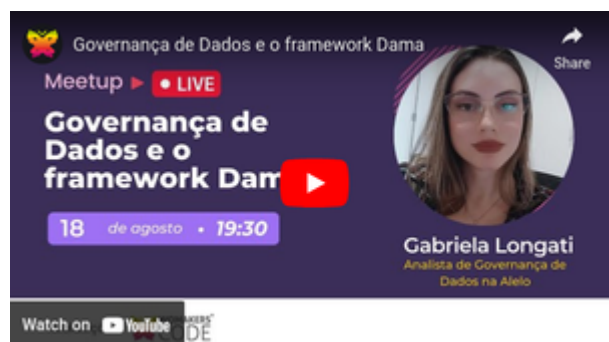 Governança de Dados e o framework Dama
Share
Meetup LIVE
Governança de
Dados e o
framework Dam
18 de agosto • 19:30
Gabriela Longati
Analista de Governança de
Dados na Alelo
Watch on YouTube
CODE